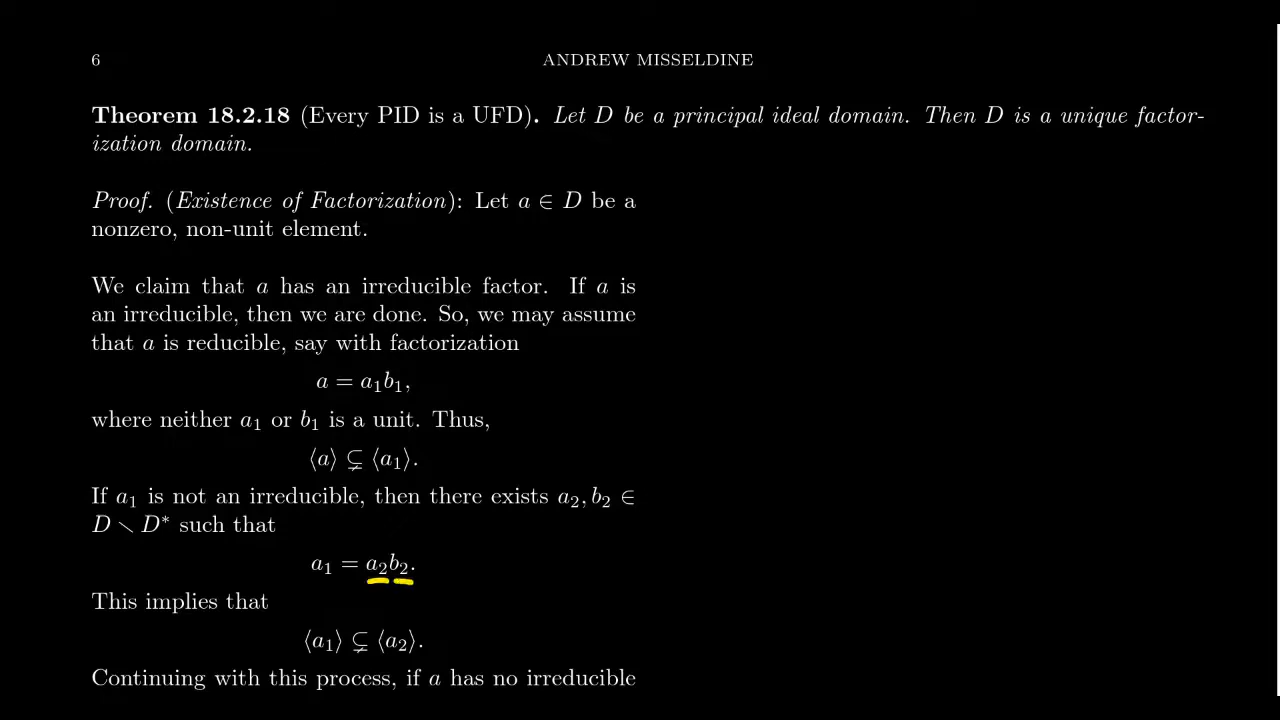 6
ANDREW MISSELDINE
Theorem 18.2.18 (Every PID is a UFD). Let D be a principal ideal domain. Then D is a unique factor-
ization domain.
Proof. (Existence of Factorization): Let a ∈ D be a
nonzero, non-unit element.
We claim that a has an irreducible factor. If a is
an irreducible, then we are done. So, we may assume
that a is reducible, say with factorization
a = a₁b₁,
where neither a₁ or b₁ is a unit. Thus,
⟨a⟩ ⊊ ⟨a₁⟩.
If a₁ is not an irreducible, then there exists a₂, b₂ ∈
D ∖ D* such that
a₁ = a₂b₂.
This implies that
⟨a₁⟩ ⊊ ⟨a₂⟩.
Continuing with this process, if a has no irreducible